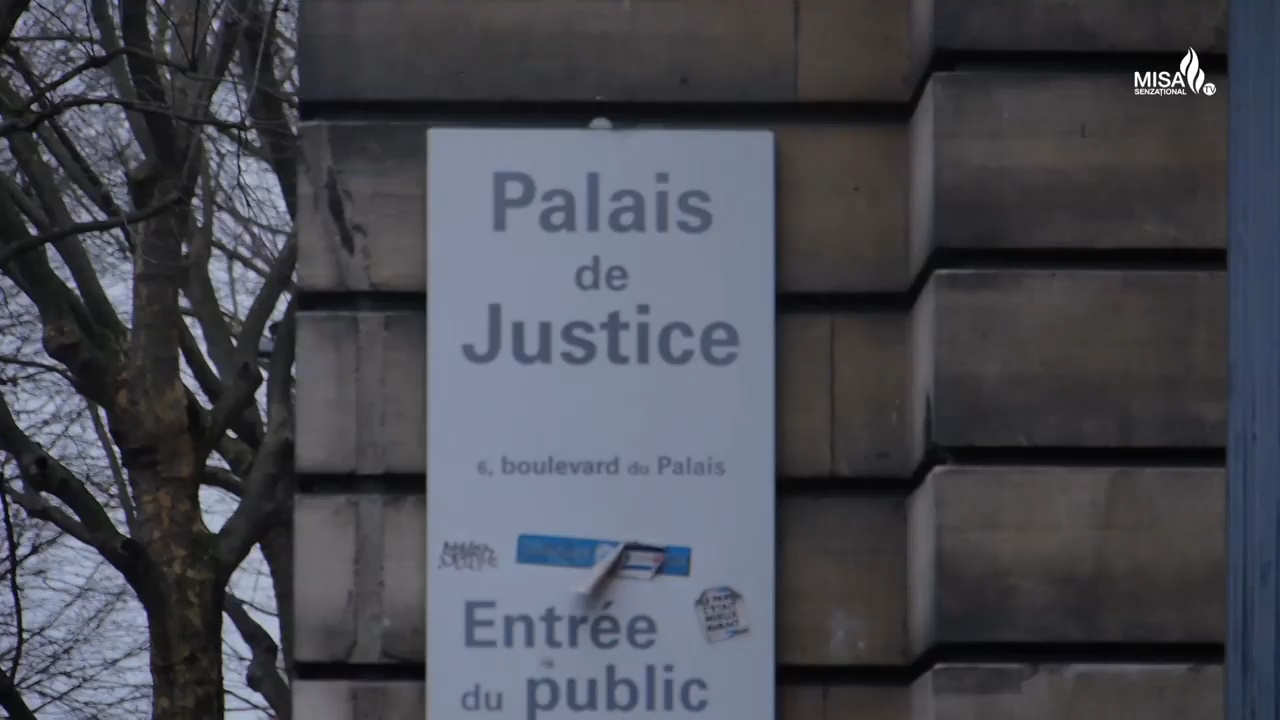 MISA
SENZAȚIONAL TV
Palais
de
Justice
6, boulevard du Palais
Entrée
du public